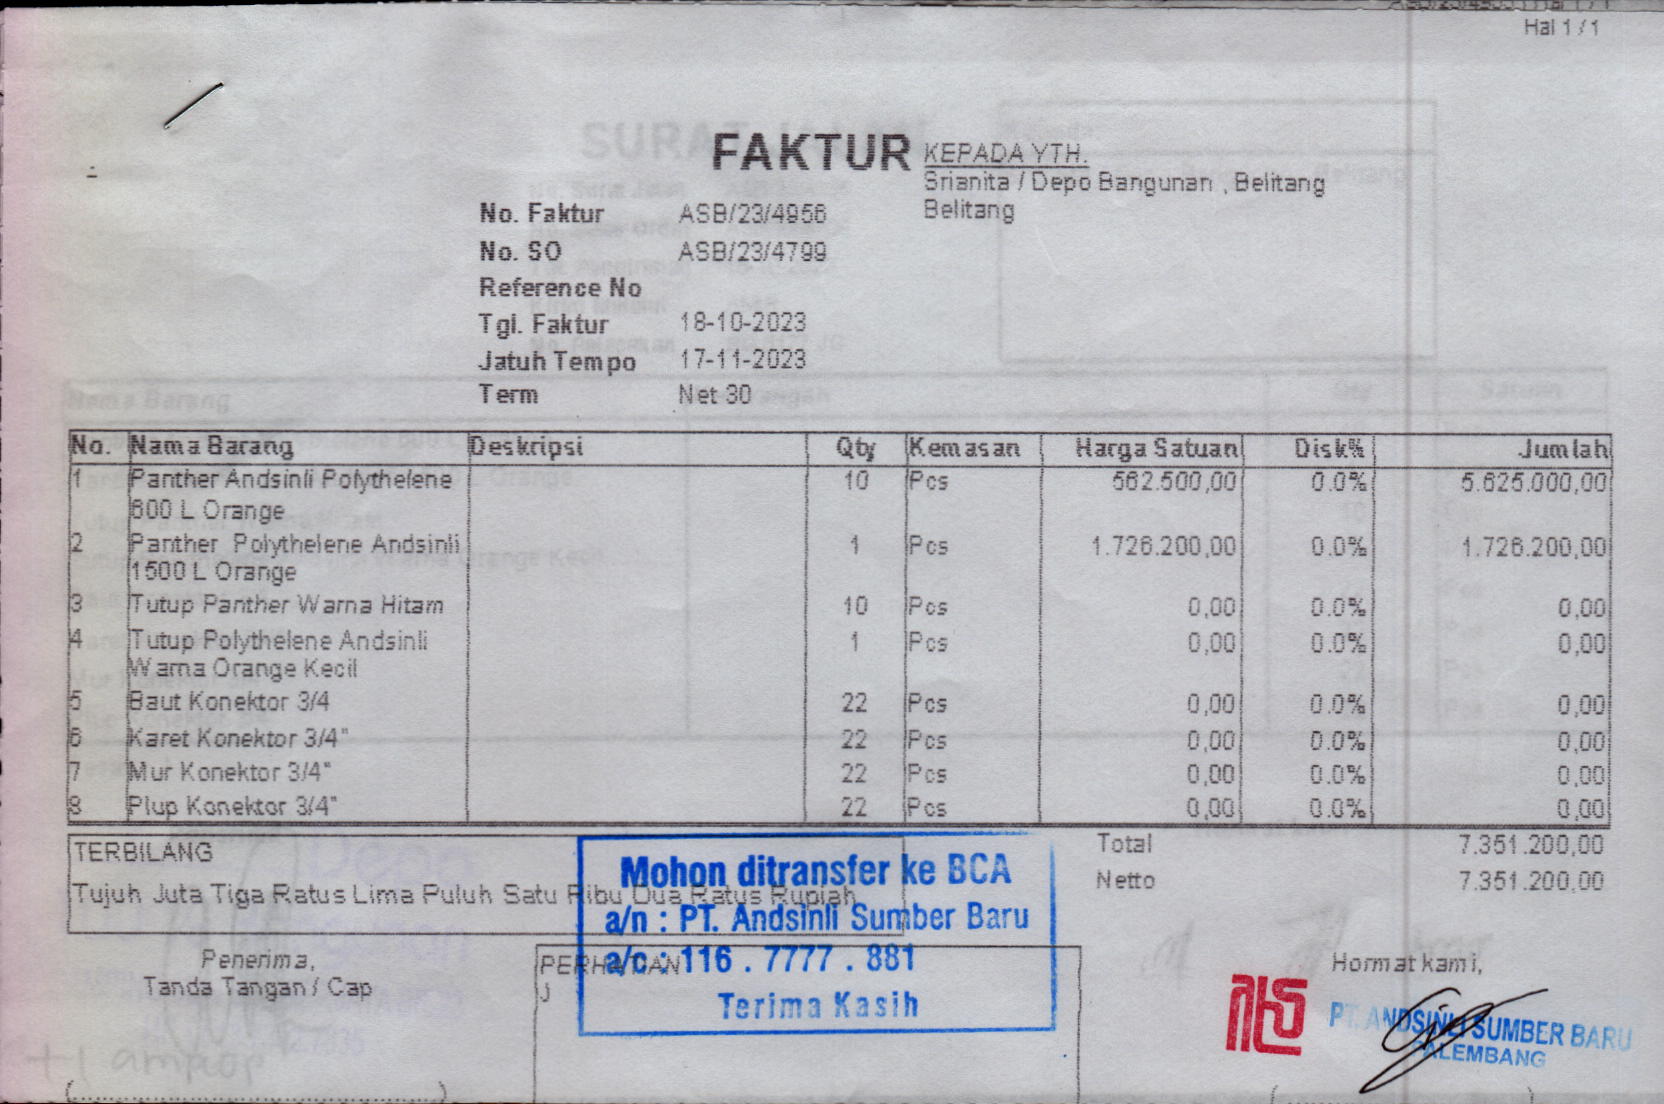 Hal 1 / 1
FAKTUR
KEPADA YTH.
Srianita / Depo Bangunan , Belitang
Belitang
No. Faktur ASB/23/4956
No. SO ASB/23/4799
Reference No
Tgl. Faktur 18-10-2023
Jatuh Tempo 17-11-2023
Term Net 30
No. Nama Barang Deskripsi Qty Kemasan Harga Satuan Disk% Jumlah
1 Panther Andsinli Polythelene 10 Pcs 562.500,00 0.0% 5.625.000,00
600 L Orange
2 Panther Polythelene Andsinli 1 Pcs 1.726.200,00 0.0% 1.726.200,00
1500 L Orange
3 Tutup Panther Warna Hitam 10 Pcs 0,00 0.0% 0,00
4 Tutup Polythelene Andsinli 1 Pcs 0,00 0.0% 0,00
Warna Orange Kecil
5 Baut Konektor 3/4 22 Pcs 0,00 0.0% 0,00
6 Karet Konektor 3/4" 22 Pcs 0,00 0.0% 0,00
7 Mur Konektor 3/4" 22 Pcs 0,00 0.0% 0,00
8 Plup Konektor 3/4" 22 Pcs 0,00 0.0% 0,00
TERBILANG
Tujuh Juta Tiga Ratus Lima Puluh Satu Ribu Dua Ratus Rupiah
Total 7.351.200,00
Netto 7.351.200,00
Mohon ditransfer ke BCA
a/n : PT. Andsinli Sumber Baru
a/c : 116 . 7777 . 881
Terima Kasih
Penerima,
Tanda Tangan / Cap
PERHATIAN
Hormat kami,
PT. ANDSINLI SUMBER BARU
PALEMBANG